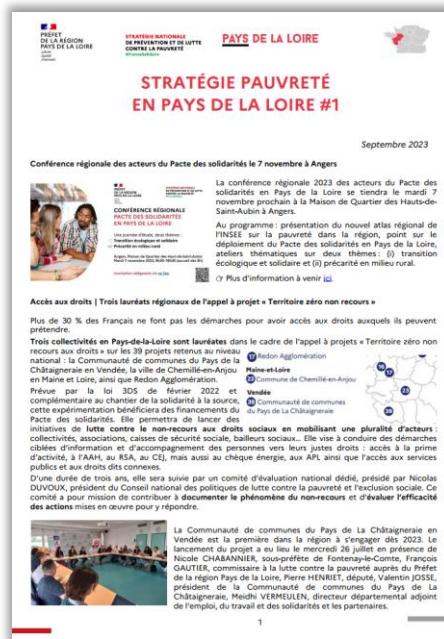 PRÉFET
DE LA RÉGION
PAYS DE LA LOIRE
STRATÉGIE NATIONALE
DE PRÉVENTION ET DE LUTTE
CONTRE LA PAUVRETÉ
PAYS DE LA LOIRE
STRATÉGIE PAUVRETÉ
EN PAYS DE LA LOIRE #1
Septembre 2023
Conférence régionale des acteurs du Pacte des solidarités le 7 novembre à Angers
CONFÉRENCE RÉGIONALE
PACTE DES SOLIDARITÉS
EN PAYS DE LA LOIRE
Une journée d'étude, deux thèmes :
Transition écologique et solidaire
Précarité en milieu rural
La conférence régionale 2023 des acteurs du Pacte des
solidarités en Pays de la Loire se tiendra le mardi 7
novembre prochain à la Maison de Quartier des Hauts-de-
Saint-Aubin à Angers.
Au programme : présentation du nouvel atlas régional de
l'INSEE sur la pauvreté dans la région, point sur le
déploiement du Pacte des solidarités en Pays de la Loire,
ateliers thématiques sur deux thèmes : (i) transition
écologique et solidaire et (ii) précarité en milieu rural.
Plus d'information à venir ici.
Accès aux droits | Trois lauréats régionaux de l'appel à projet « Territoire zéro non recours »
Plus de 30 % des Français ne font pas les démarches pour avoir accès aux droits auxquels ils peuvent
prétendre.
Trois collectivités en Pays-de-la-Loire sont lauréates dans le cadre de l'appel à projets « Territoire zéro non
recours aux droits » sur les 39 projets retenus au niveau
national : la Communauté de communes du Pays de la
Châtaigneraie en Vendée, la ville de Chemillé-en-Anjou
en Maine et Loire, ainsi que Redon Agglomération.
Prévue par la loi 3DS de février 2022 et
complémentaire au chantier de la solidarité à la source,
cette expérimentation bénéficiera des financements du
Pacte des solidarités. Elle permettra de lancer des
17 Redon Agglomération
Maine-et-Loire
23 Commune de Chemillé-en-Anjou
Vendée
39 Communauté de communes
du Pays de La Châtaigneraie
initiatives de lutte contre le non-recours aux droits sociaux en mobilisant une pluralité d'acteurs :
collectivités, associations, caisses de sécurité sociale, bailleurs sociaux... Elle vise à conduire des démarches
ciblées d'information et d'accompagnement des personnes vers leurs justes droits : accès à la prime
d'activité, à l'AAH, au RSA, au CEJ, mais aussi au chèque énergie, aux APL ainsi que l'accès aux services
publics et aux droits dits connexes.
D'une durée de trois ans, elle sera suivie par un comité d'évaluation national dédié, présidé par Nicolas
DUVOUX, président du Conseil national des politiques de lutte contre la pauvreté et l'exclusion sociale. Ce
comité a pour mission de contribuer à documenter le phénomène du non-recours et d'évaluer l'efficacité
des actions mises en œuvre pour y répondre.
La Communauté de communes du Pays de La Châtaigneraie en
Vendée est la première dans la région à s'engager dès 2023. Le
lancement du projet a eu lieu le mercredi 26 juillet en présence de
Nicole CHABANNIER, sous-préfète de Fontenay-le-Comte, François
GAUTIER, commissaire à la lutte contre la pauvreté auprès du Préfet
de la région Pays de la Loire, Pierre HENRIET, député, Valentin JOSSE,
président de la Communauté de communes du Pays de La
Châtaigneraie, Meidhi VERMEULEN, directeur départemental adjoint
de l'emploi, du travail et des solidarités et les partenaires.
1